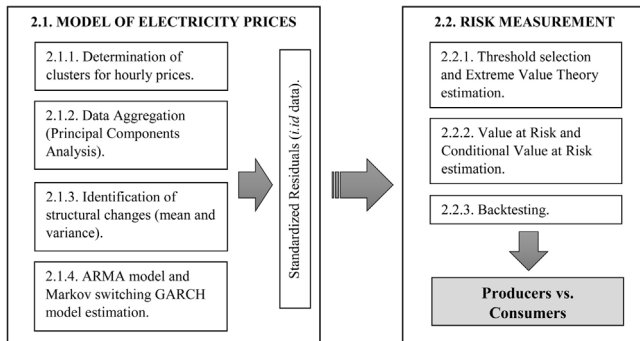 2.1. MODEL OF ELECTRICITY PRICES
2.1.1. Determination of
clusters for hourly prices.
2.1.2. Data Aggregation
(Principal Components
Analysis).
2.1.3. Identification of
structural changes (mean and
variance).
2.1.4. ARMA model and
Markov switching GARCH
model estimation.
Standardized Residuals (i.id data).
2.2. RISK MEASUREMENT
2.2.1. Threshold selection
and Extreme Value Theory
estimation.
2.2.2. Value at Risk and
Conditional Value at Risk
estimation.
2.2.3. Backtesting.
Producers vs.
Consumers